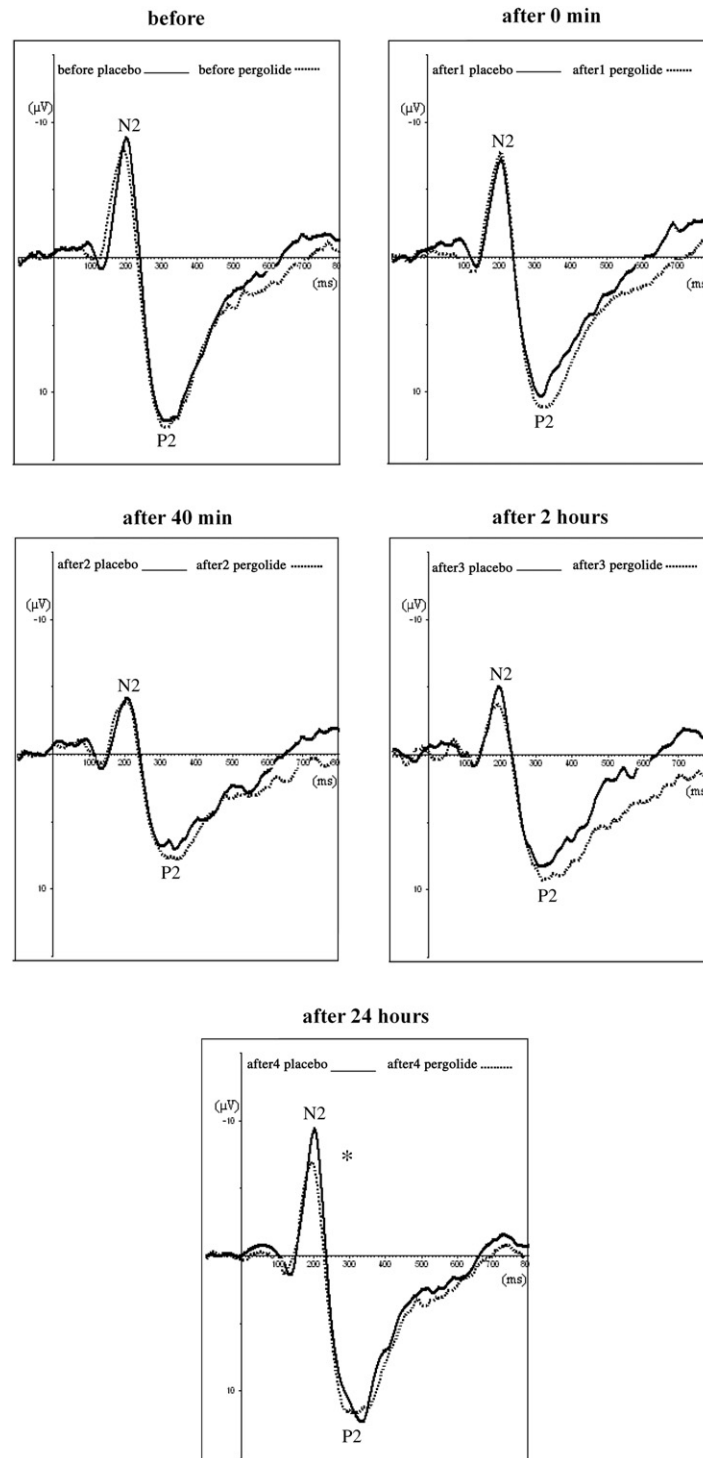 before
before placebo before pergolide
(μV)
-10
N2
100 200 300 400 500 600 700 80
(ms)
10
P2
after 0 min
after1 placebo after1 pergolide
(μV)
-10
N2
100 200 300 400 500 600 700
(ms)
10
P2
after 40 min
after2 placebo after2 pergolide
(μV)
-10
N2
100 200 300 400 500 600 700 80
(ms)
10
P2
after 2 hours
after3 placebo after3 pergolide
(μV)
-10
N2
100 200 300 400 500 600 700
(ms)
10
P2
after 24 hours
after4 placebo after4 pergolide
(μV)
-10
N2
*
100 200 300 400 500 600 700 80
(ms)
10
P2